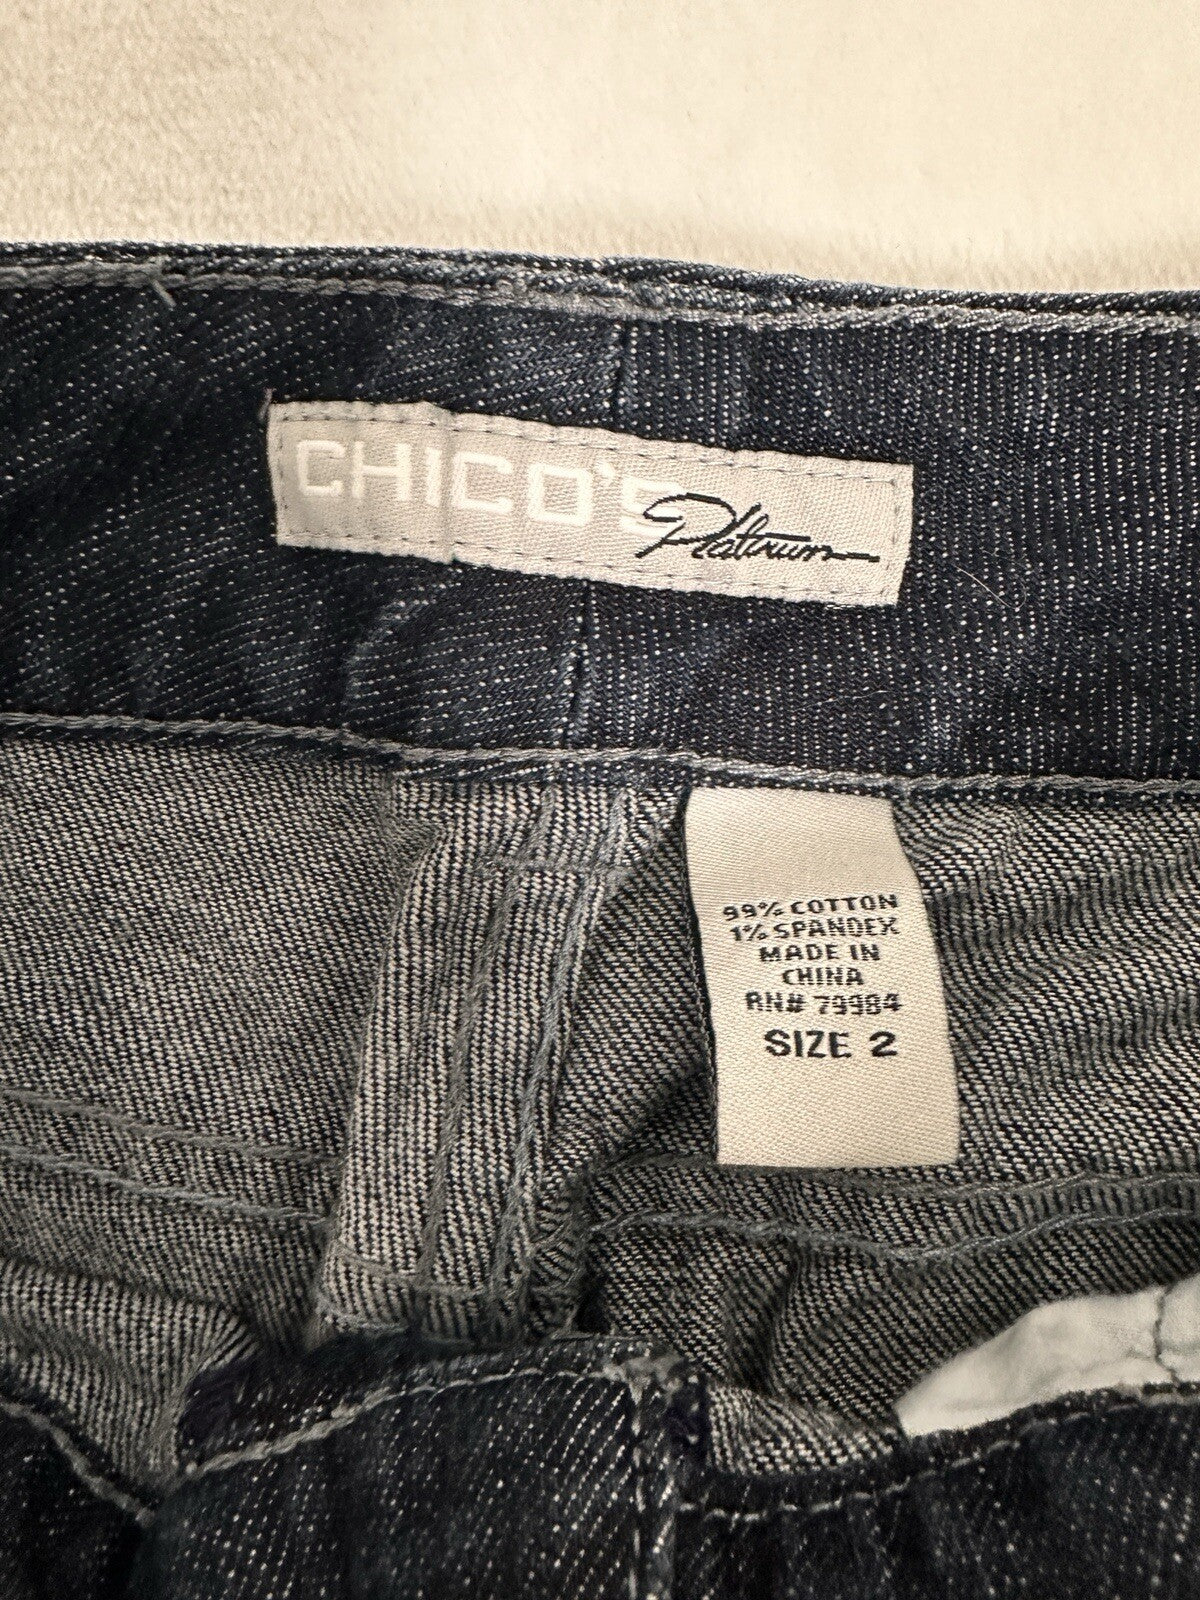 CHICO'S
Platinum
99% COTTON
1% SPANDEX
MADE IN
CHINA
RN# 79984
SIZE 2